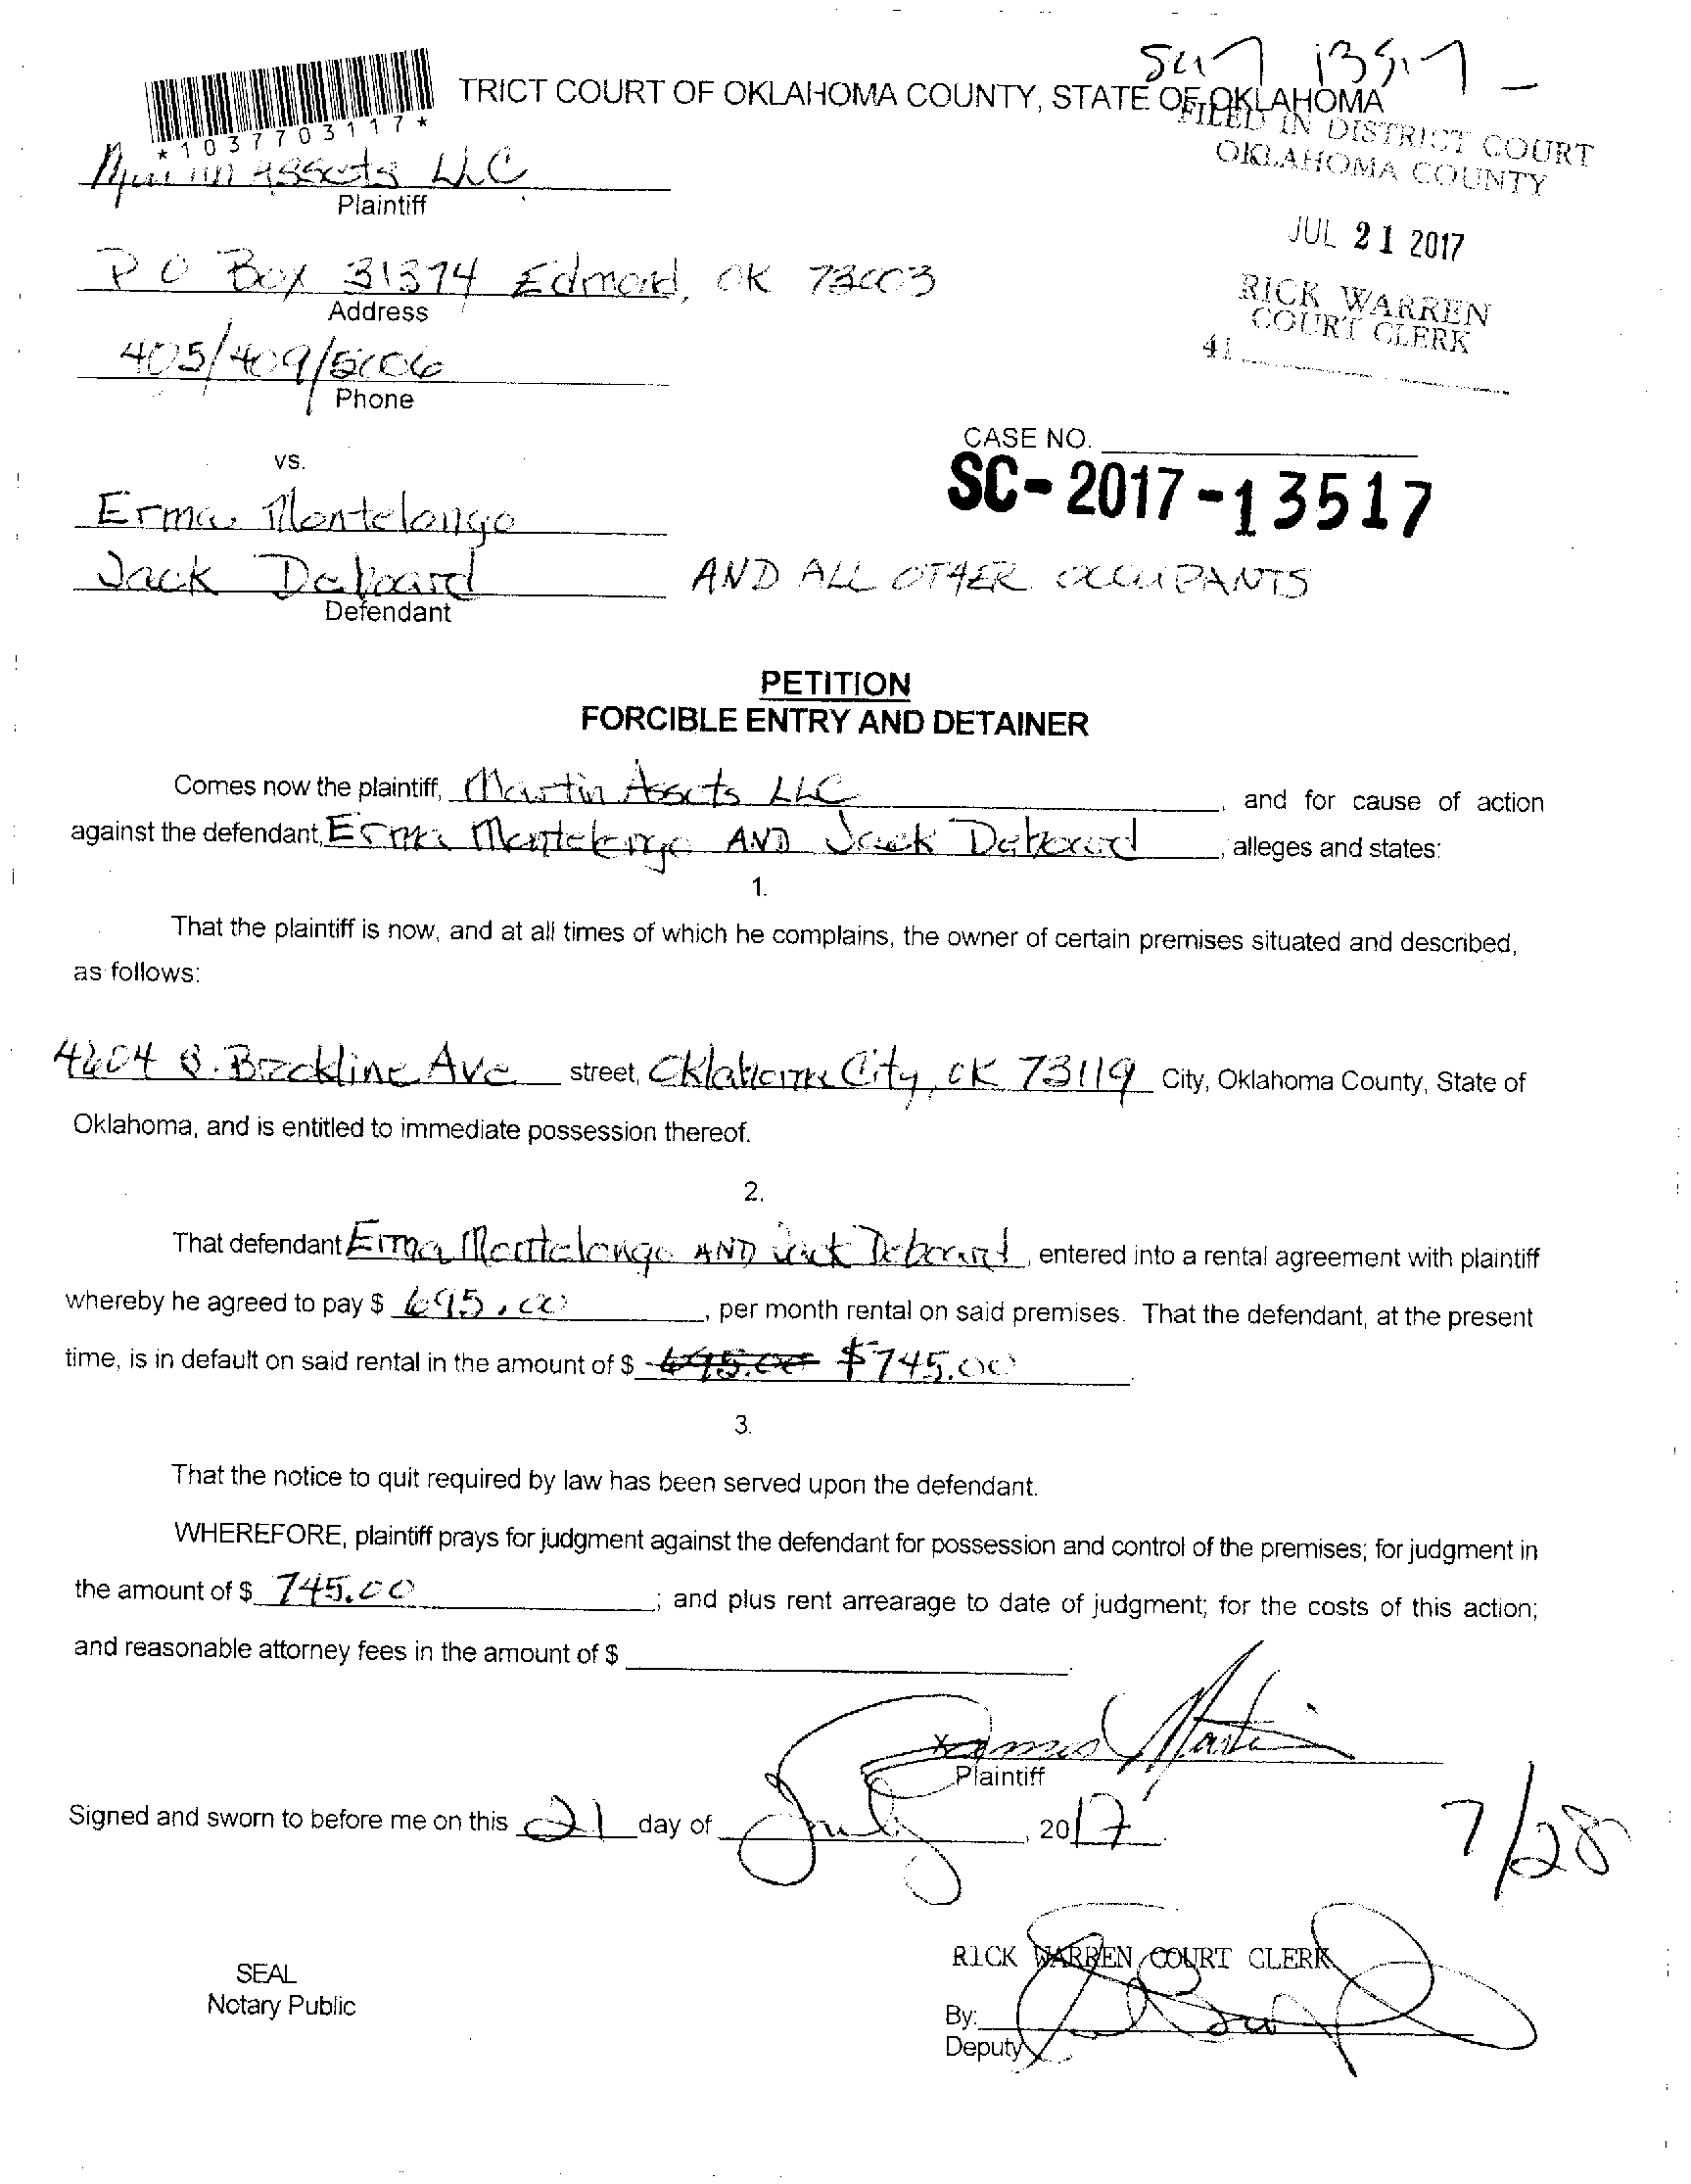 SC17 13517 -
TRICT COURT OF OKLAHOMA COUNTY, STATE OF OKLAHOMA
*1037703117*
FILED IN DISTRICT COURT
OKLAHOMA COUNTY
JUL 21 2017
RICK WARREN
COURT CLERK
41
Assets LLC
Plaintiff
PO Box 31374 Edmond, OK 73003
Address
405/409/5006
Phone
CASE NO.
SC-2017-13517
vs.
Erma Montelongo
Jack Deboard AND ALL OTHER OCCUPANTS
Defendant
PETITION
FORCIBLE ENTRY AND DETAINER
Comes now the plaintiff, Martin Assets LLC, and for cause of action
against the defendant, Erma Montelongo AND Jack Deboard, alleges and states:
1.
That the plaintiff is now, and at all times of which he complains, the owner of certain premises situated and described,
as follows:
4604 S. Brockline Ave street, Oklahoma City, OK 73119 City, Oklahoma County, State of
Oklahoma, and is entitled to immediate possession thereof.
2.
That defendant Erma Montelongo AND Jack Deboard, entered into a rental agreement with plaintiff
whereby he agreed to pay $ 695.00, per month rental on said premises. That the defendant, at the present
time, is in default on said rental in the amount of $ 695.00 $745.00
3.
That the notice to quit required by law has been served upon the defendant.
WHEREFORE, plaintiff prays for judgment against the defendant for possession and control of the premises; for judgment in
the amount of $ 745.00; and plus rent arrearage to date of judgment; for the costs of this action;
and reasonable attorney fees in the amount of $
Martin
Plaintiff
Signed and sworn to before me on this 21 day of July, 2017
7/28
RICK WARREN COURT CLERK
SEAL
Notary Public
By:
Deputy